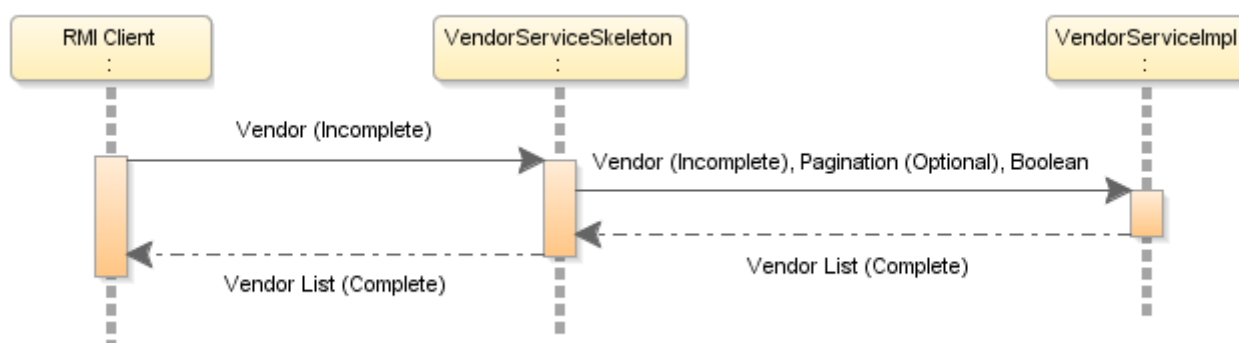 RMI Client
:
VendorServiceSkeleton
:
VendorServiceImpl
:
Vendor (Incomplete)
Vendor (Incomplete), Pagination (Optional), Boolean
Vendor List (Complete)
Vendor List (Complete)